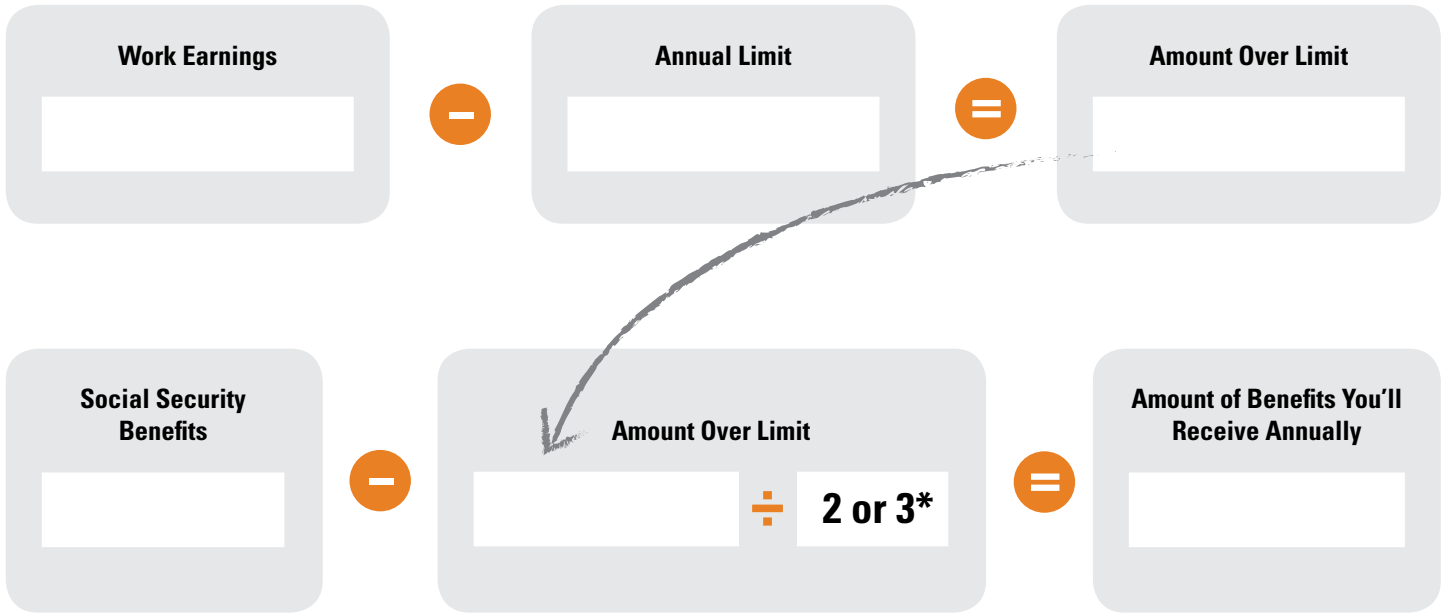 Work Earnings
Annual Limit
Amount Over Limit
−
=
Social Security
Benefits
−
Amount Over Limit
÷
2 or 3*
=
Amount of Benefits You’ll
Receive Annually